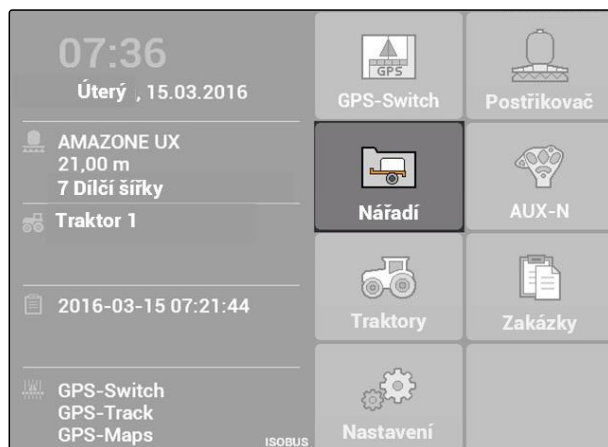 07:36
Úterý , 15.03.2016
AMAZONE UX
21,00 m
7 Dílčí šířky
Traktor 1
2016-03-15 07:21:44
GPS-Switch
GPS-Track
GPS-Maps
ISOBUS
GPS
GPS-Switch
Postřikovač
Nářadí
AUX-N
Traktory
Zakázky
Nastavení